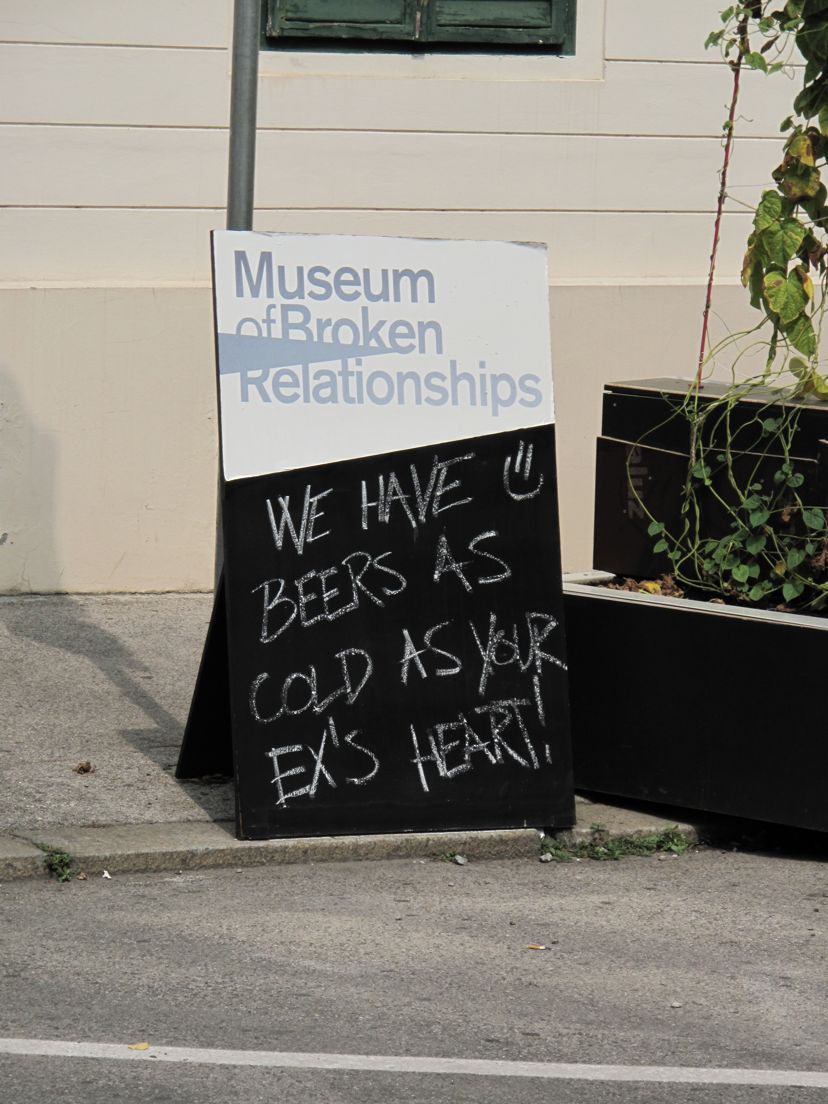 Museum
of Broken
Relationships
WE HAVE
BEERS AS
COLD AS YOUR
EX'S HEART!